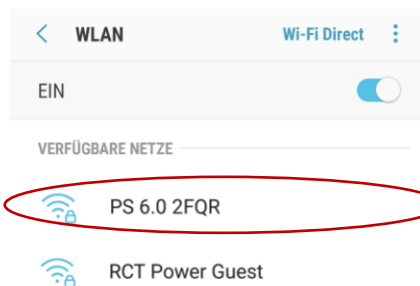 WLAN Wi-Fi Direct
EIN
VERFÜGBARE NETZE
PS 6.0 2FQR
RCT Power Guest